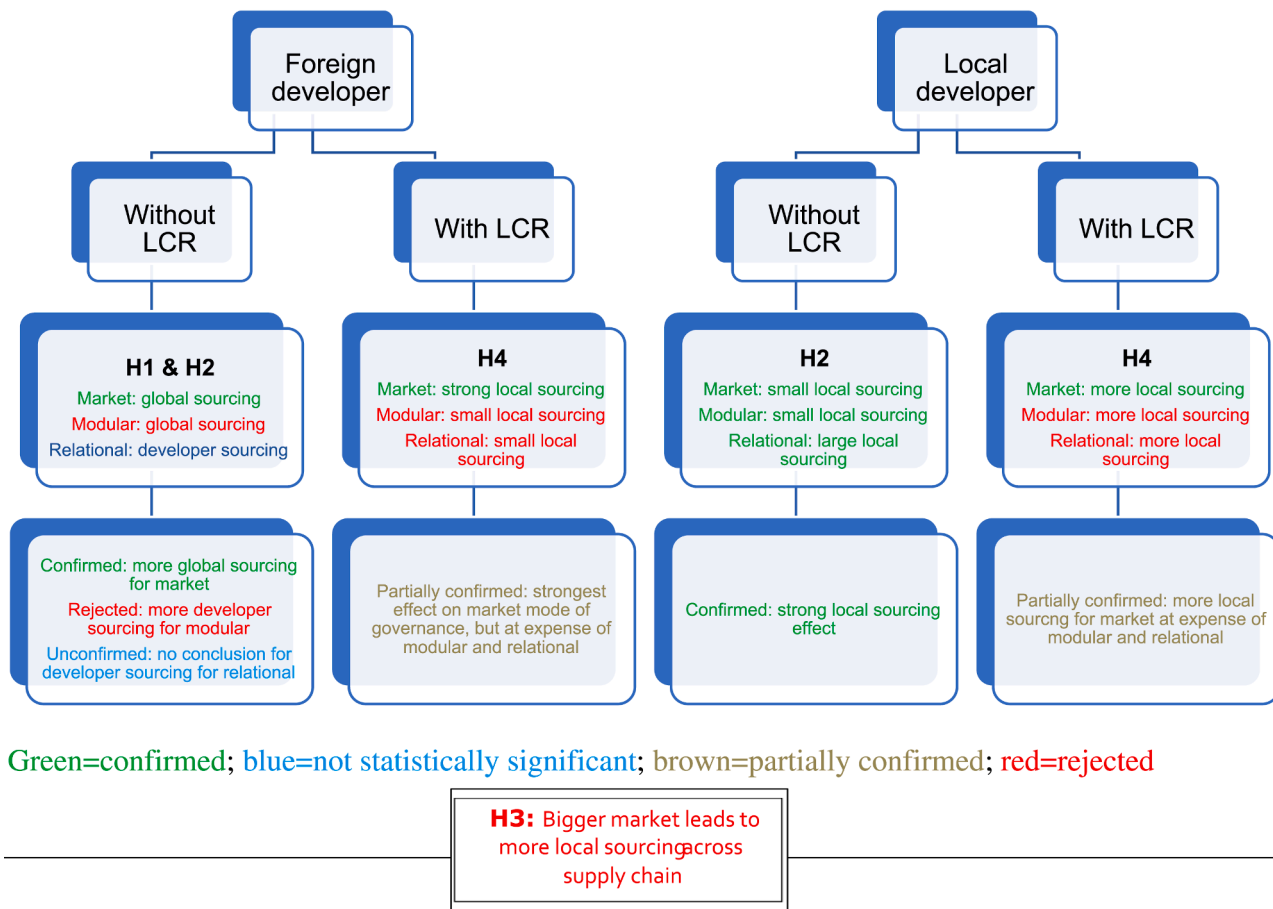 Foreign
developer
Local
developer
Without
LCR
With LCR
Without
LCR
With LCR
H1 & H2
Market: global sourcing
Modular: global sourcing
Relational: developer sourcing
H4
Market: strong local sourcing
Modular: small local sourcing
Relational: small local
sourcing
H2
Market: small local sourcing
Modular: small local sourcing
Relational: large local
sourcing
H4
Market: more local sourcing
Modular: more local sourcing
Relational: more local
sourcing
Confirmed: more global sourcing
for market
Rejected: more developer
sourcing for modular
Unconfirmed: no conclusion for
developer sourcing for relational
Partially confirmed: strongest
effect on market mode of
governance, but at expense of
modular and relational
Confirmed: strong local sourcing
effect
Partially confirmed: more local
sourcng for market at expense of
modular and relational
Green=confirmed; blue=not statistically significant; brown=partially confirmed; red=rejected
H3: Bigger market leads to
more local sourcing across
supply chain